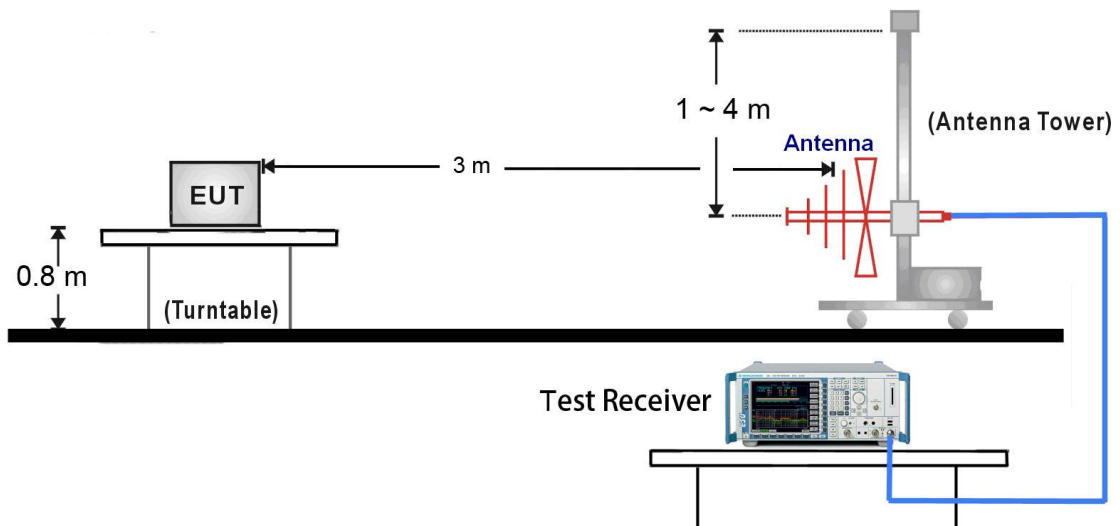 1 ~ 4 m
(Antenna Tower)
Antenna
3 m
EUT
0.8 m
(Turntable)
Test Receiver